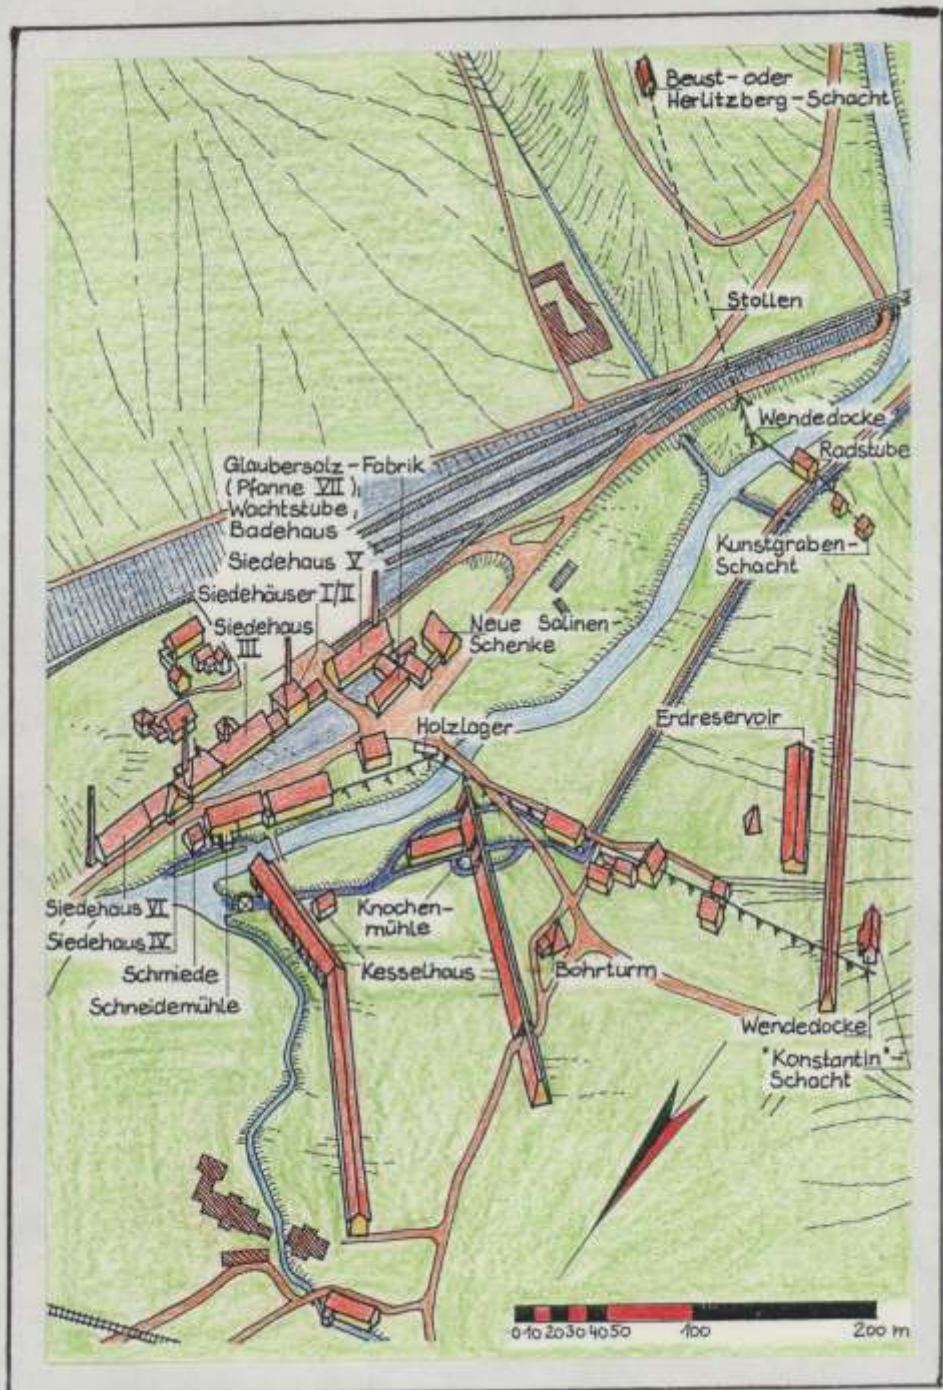 Beust- oder
Herlitzberg-Schacht
Stollen
Wendedocke
Radstube
Glaubersalz-Fabrik
(Pfanne VII),
Wachtstube,
Badehaus
Kunstgraben-
Schacht
Siedehaus V
Siedehäuser I/II
Siedehaus
III
Neue Salinen-
Schenke
Holzlager
Erdreservoir
Siedehaus VI
Knochen-
mühle
Siedehaus IV
Schmiede
Kesselhaus
Bohrturm
Schneidemühle
Wendedocke
"Konstantin"-
Schacht
0 10 20 30 40 50 100 200 m